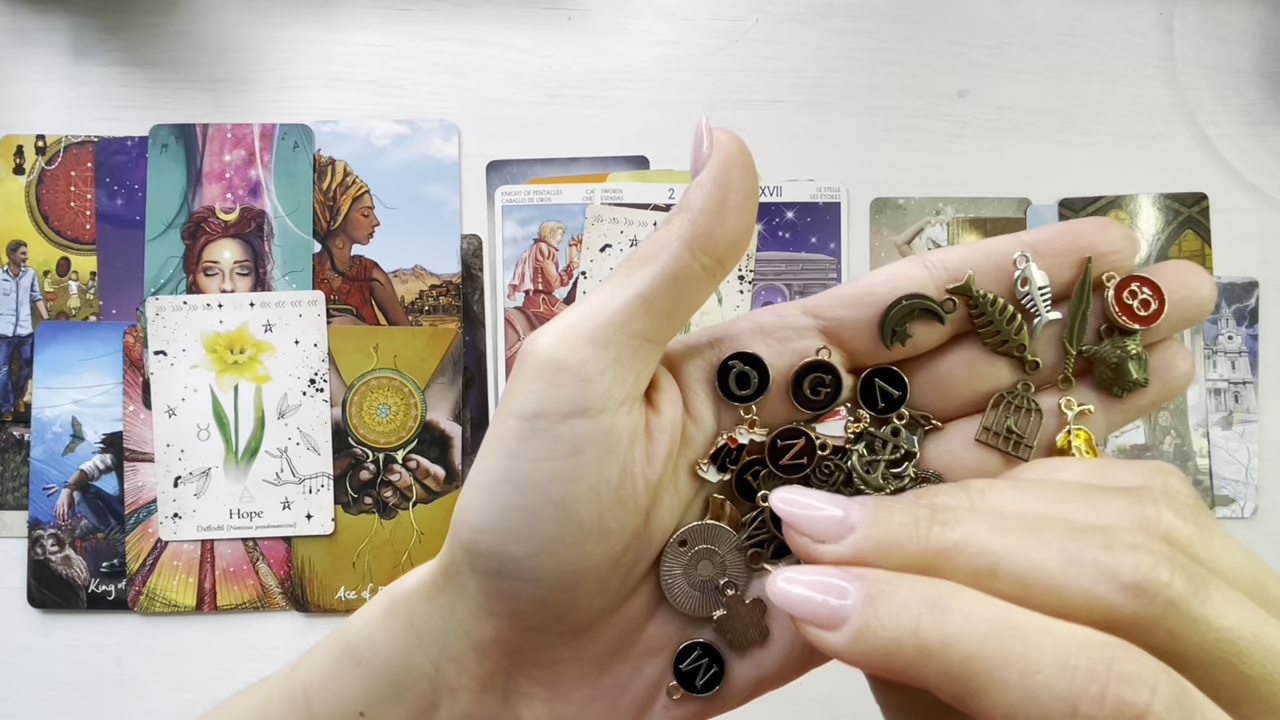 KNIGHT OF PENTACLES
CABALLO DE OROS
SWORDS
ESPADAS
2
XVII
LE STELLE
LES ÉTOILES
Hope
Daffodil (Narcissus pseudonarcissus)
King of
Ace of
G
N
M